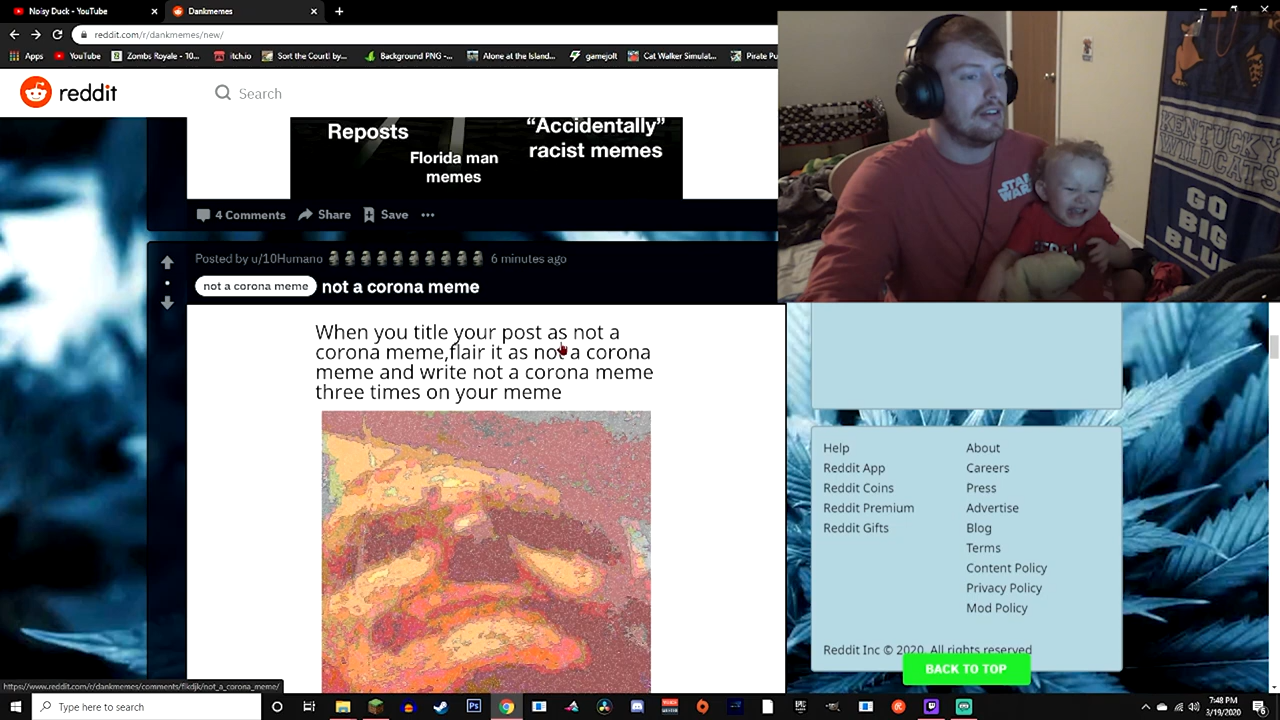 Noisy Duck - YouTube
Dankmemes
reddit.com/r/dankmemes/new/
Apps
YouTube
Zombs Royale - 10...
itch.io
Sort the Court! by...
Background PNG -...
Alone at the Island...
gamejolt
Cat Walker Simulat...
Pirate Pu
reddit
Search
Reposts
Florida man
memes
“Accidentally”
racist memes
4 Comments
Share
Save
Posted by u/10Humano
6 minutes ago
not a corona meme
not a corona meme
When you title your post as not a
corona meme,flair it as not a corona
meme and write not a corona meme
three times on your meme
STAR
WARS
KENTUCKY
WILDCATS
GO
BIG
BLUE
Help
Reddit App
Reddit Coins
Reddit Premium
Reddit Gifts
About
Careers
Press
Advertise
Blog
Terms
Content Policy
Privacy Policy
Mod Policy
Reddit Inc © 2020. All rights reserved
BACK TO TOP
https://www.reddit.com/r/dankmemes/comments/flkdjk/not_a_corona_meme/
Type here to search
7:48 PM
3/19/2020